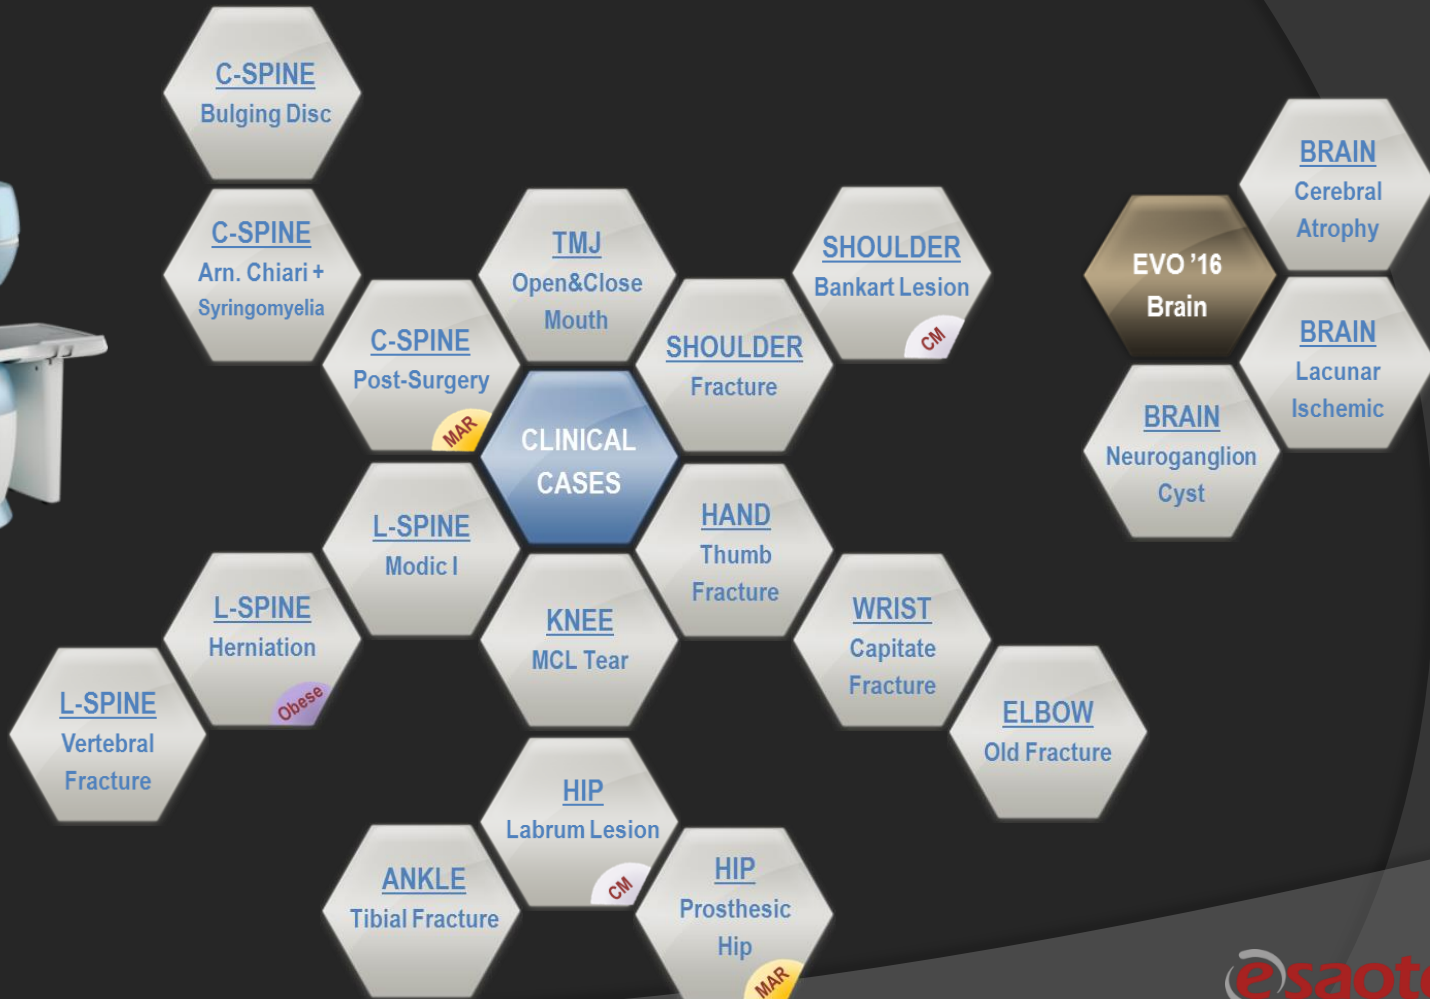 C-SPINE
Bulging Disc
C-SPINE
Arn. Chiari +
Syringomyelia
C-SPINE
Post-Surgery
MAR
TMJ
Open&Close
Mouth
SHOULDER
Fracture
SHOULDER
Bankart Lesion
CM
CLINICAL
CASES
L-SPINE
Modic I
L-SPINE
Herniation
Obese
L-SPINE
Vertebral
Fracture
KNEE
MCL Tear
HAND
Thumb
Fracture
WRIST
Capitate
Fracture
ELBOW
Old Fracture
HIP
Labrum Lesion
CM
ANKLE
Tibial Fracture
HIP
Prosthesic
Hip
MAR
EVO '16
Brain
BRAIN
Cerebral
Atrophy
BRAIN
Lacunar
Ischemic
BRAIN
Neuroganglion
Cyst
esaote